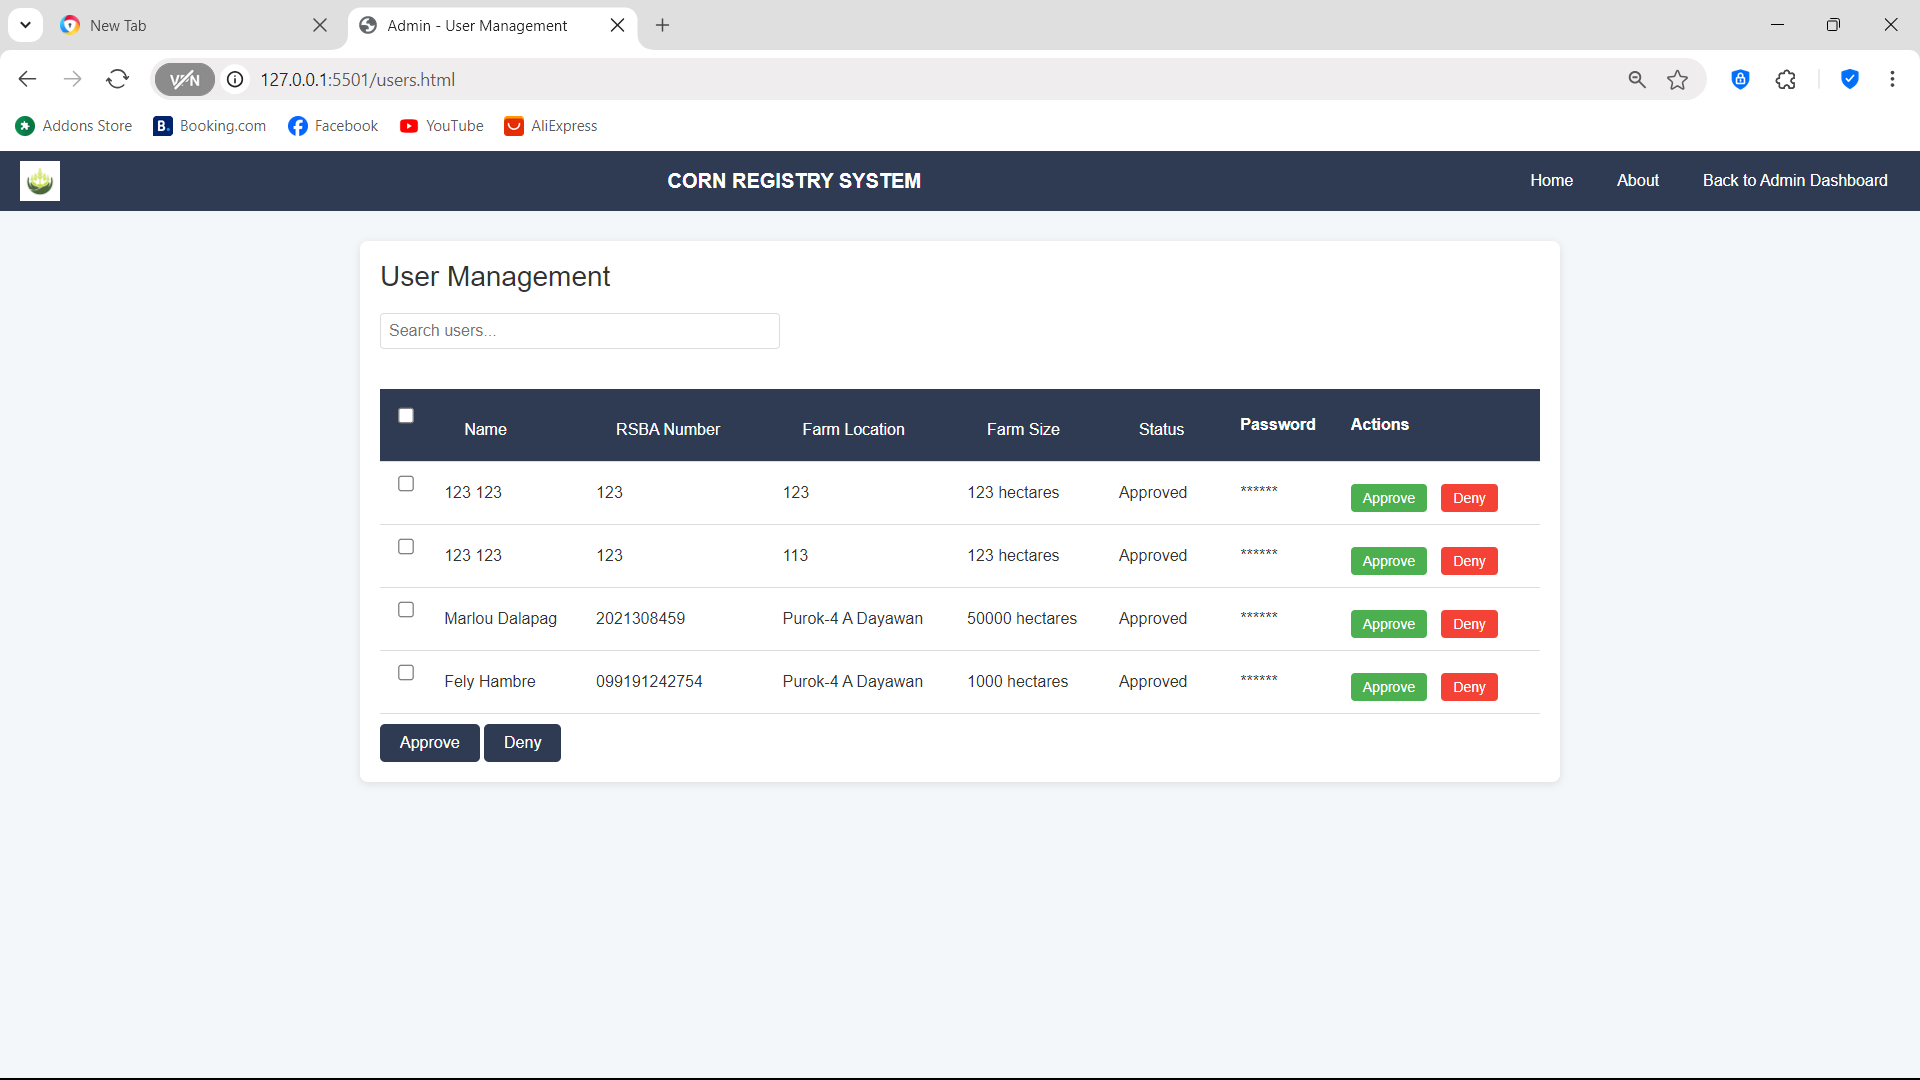 New Tab
Admin - User Management
VPN
127.0.0.1:5501/users.html
Addons Store
B. Booking.com
Facebook
YouTube
AliExpress
CORN REGISTRY SYSTEM
Home
About
Back to Admin Dashboard
User Management
Search users...
Name RSBA Number Farm Location Farm Size Status Password Actions
123 123 123 123 123 hectares Approved ****** Approve Deny
123 123 123 113 123 hectares Approved ****** Approve Deny
Marlou Dalapag 2021308459 Purok-4 A Dayawan 50000 hectares Approved ****** Approve Deny
Fely Hambre 099191242754 Purok-4 A Dayawan 1000 hectares Approved ****** Approve Deny
Approve Deny